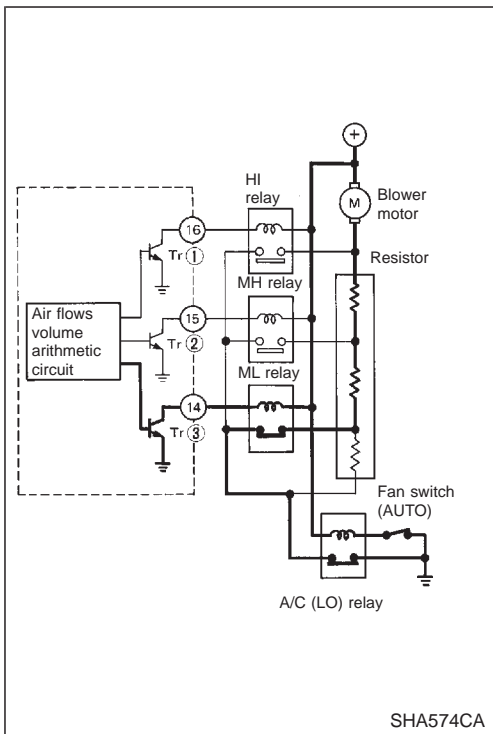 +
HI
relay
M
Blower
motor
16
Tr ①
Resistor
MH relay
Air flows
volume
arithmetic
circuit
15
Tr ②
ML relay
14
Tr ③
Fan switch
(AUTO)
A/C (LO) relay
SHA574CA